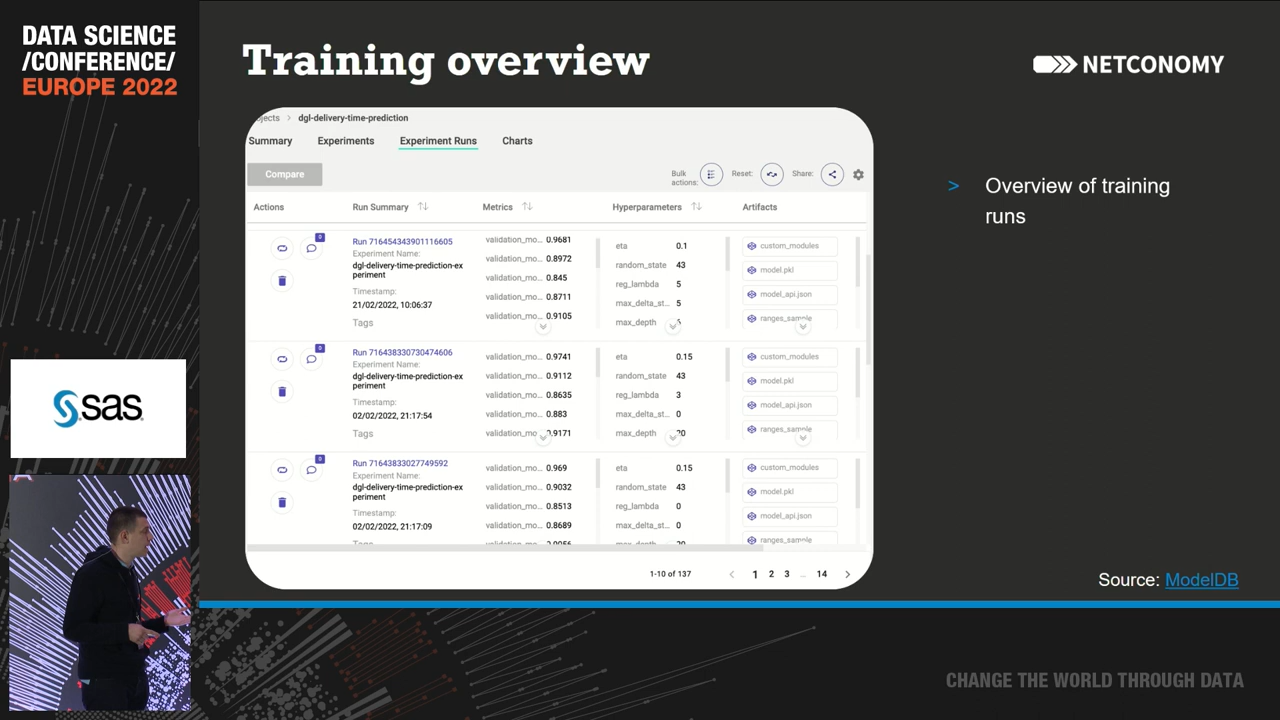 DATA SCIENCE
/CONFERENCE/
EUROPE 2022
Training overview
NETCONOMY
dgl-delivery-time-prediction
Summary Experiments Experiment Runs Charts
Compare
Bulk
actions:
Reset:
Share:
Actions Run Summary Metrics Hyperparameters Artifacts
Run 716454343901116605
Experiment Name:
dgl-delivery-time-prediction-ex
periment
Timestamp:
21/02/2022, 10:06:37
Tags
validation_mo... 0.9681
validation_mo... 0.8972
validation_mo... 0.845
validation_mo... 0.8711
validation_mo... 0.9105
eta 0.1
random_state 43
reg_lambda 5
max_delta_st... 5
max_depth
custom_modules
model.pkl
model_api.json
ranges_sample
Run 716438330730474606
Experiment Name:
dgl-delivery-time-prediction-ex
periment
Timestamp:
02/02/2022, 21:17:54
Tags
validation_mo... 0.9741
validation_mo... 0.9112
validation_mo... 0.8635
validation_mo... 0.883
validation_mo... 0.9171
eta 0.15
random_state 43
reg_lambda 3
max_delta_st... 0
max_depth 20
custom_modules
model.pkl
model_api.json
ranges_sample
Run 71643833027749592
Experiment Name:
dgl-delivery-time-prediction-ex
periment
Timestamp:
02/02/2022, 21:17:09
validation_mo... 0.969
validation_mo... 0.9032
validation_mo... 0.8513
validation_mo... 0.8689
eta 0.15
random_state 43
reg_lambda 0
max_delta_st... 0
max_depth 20
custom_modules
model.pkl
model_api.json
ranges_sample
1-10 of 137 < 1 2 3 ... 14 >
> Overview of training
runs
Source: ModelDB
sas
CHANGE THE WORLD THROUGH DATA